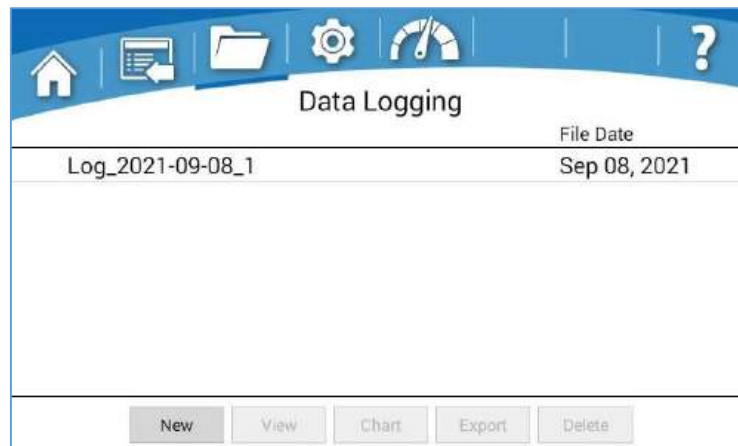 ?
Data Logging
File Date
Log_2021-09-08_1 Sep 08, 2021
New View Chart Export Delete